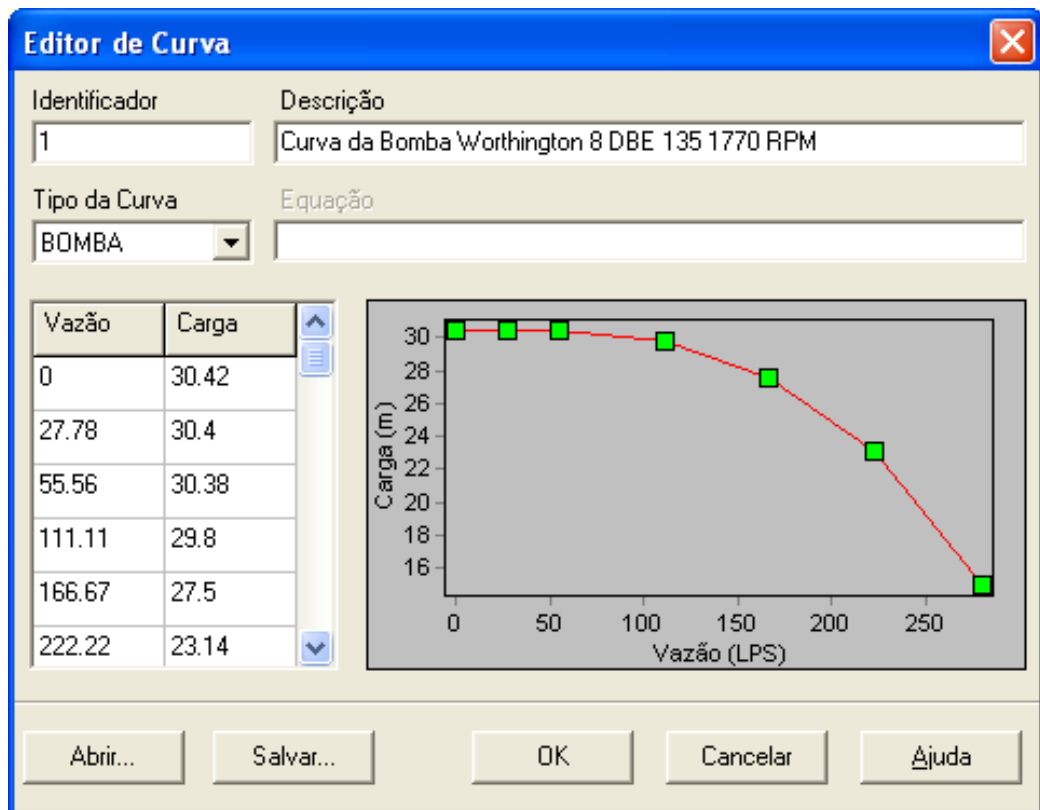 Editor de Curva
Identificador
Descrição
1
Curva da Bomba Worthington 8 DBE 135 1770 RPM
Tipo da Curva
Equação
BOMBA
Vazão Carga
0 30.42
27.78 30.4
55.56 30.38
111.11 29.8
166.67 27.5
222.22 23.14
Carga (m)
30
28
26
24
22
20
18
16
0 50 100 150 200 250
Vazão (LPS)
Abrir...
Salvar...
OK
Cancelar
Ajuda